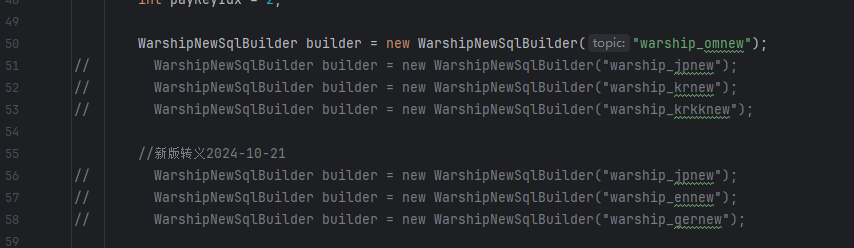 48 int payKeyIdx = 2;
49
50 WarshipNewSqlBuilder builder = new WarshipNewSqlBuilder( topic: "warship_omnew");
51 // WarshipNewSqlBuilder builder = new WarshipNewSqlBuilder("warship_jpnew");
52 // WarshipNewSqlBuilder builder = new WarshipNewSqlBuilder("warship_krnew");
53 // WarshipNewSqlBuilder builder = new WarshipNewSqlBuilder("warship_krkknew");
54
55 //新版转义2024-10-21
56 // WarshipNewSqlBuilder builder = new WarshipNewSqlBuilder("warship_jpnew");
57 // WarshipNewSqlBuilder builder = new WarshipNewSqlBuilder("warship_ennew");
58 // WarshipNewSqlBuilder builder = new WarshipNewSqlBuilder("warship_gernew");
59